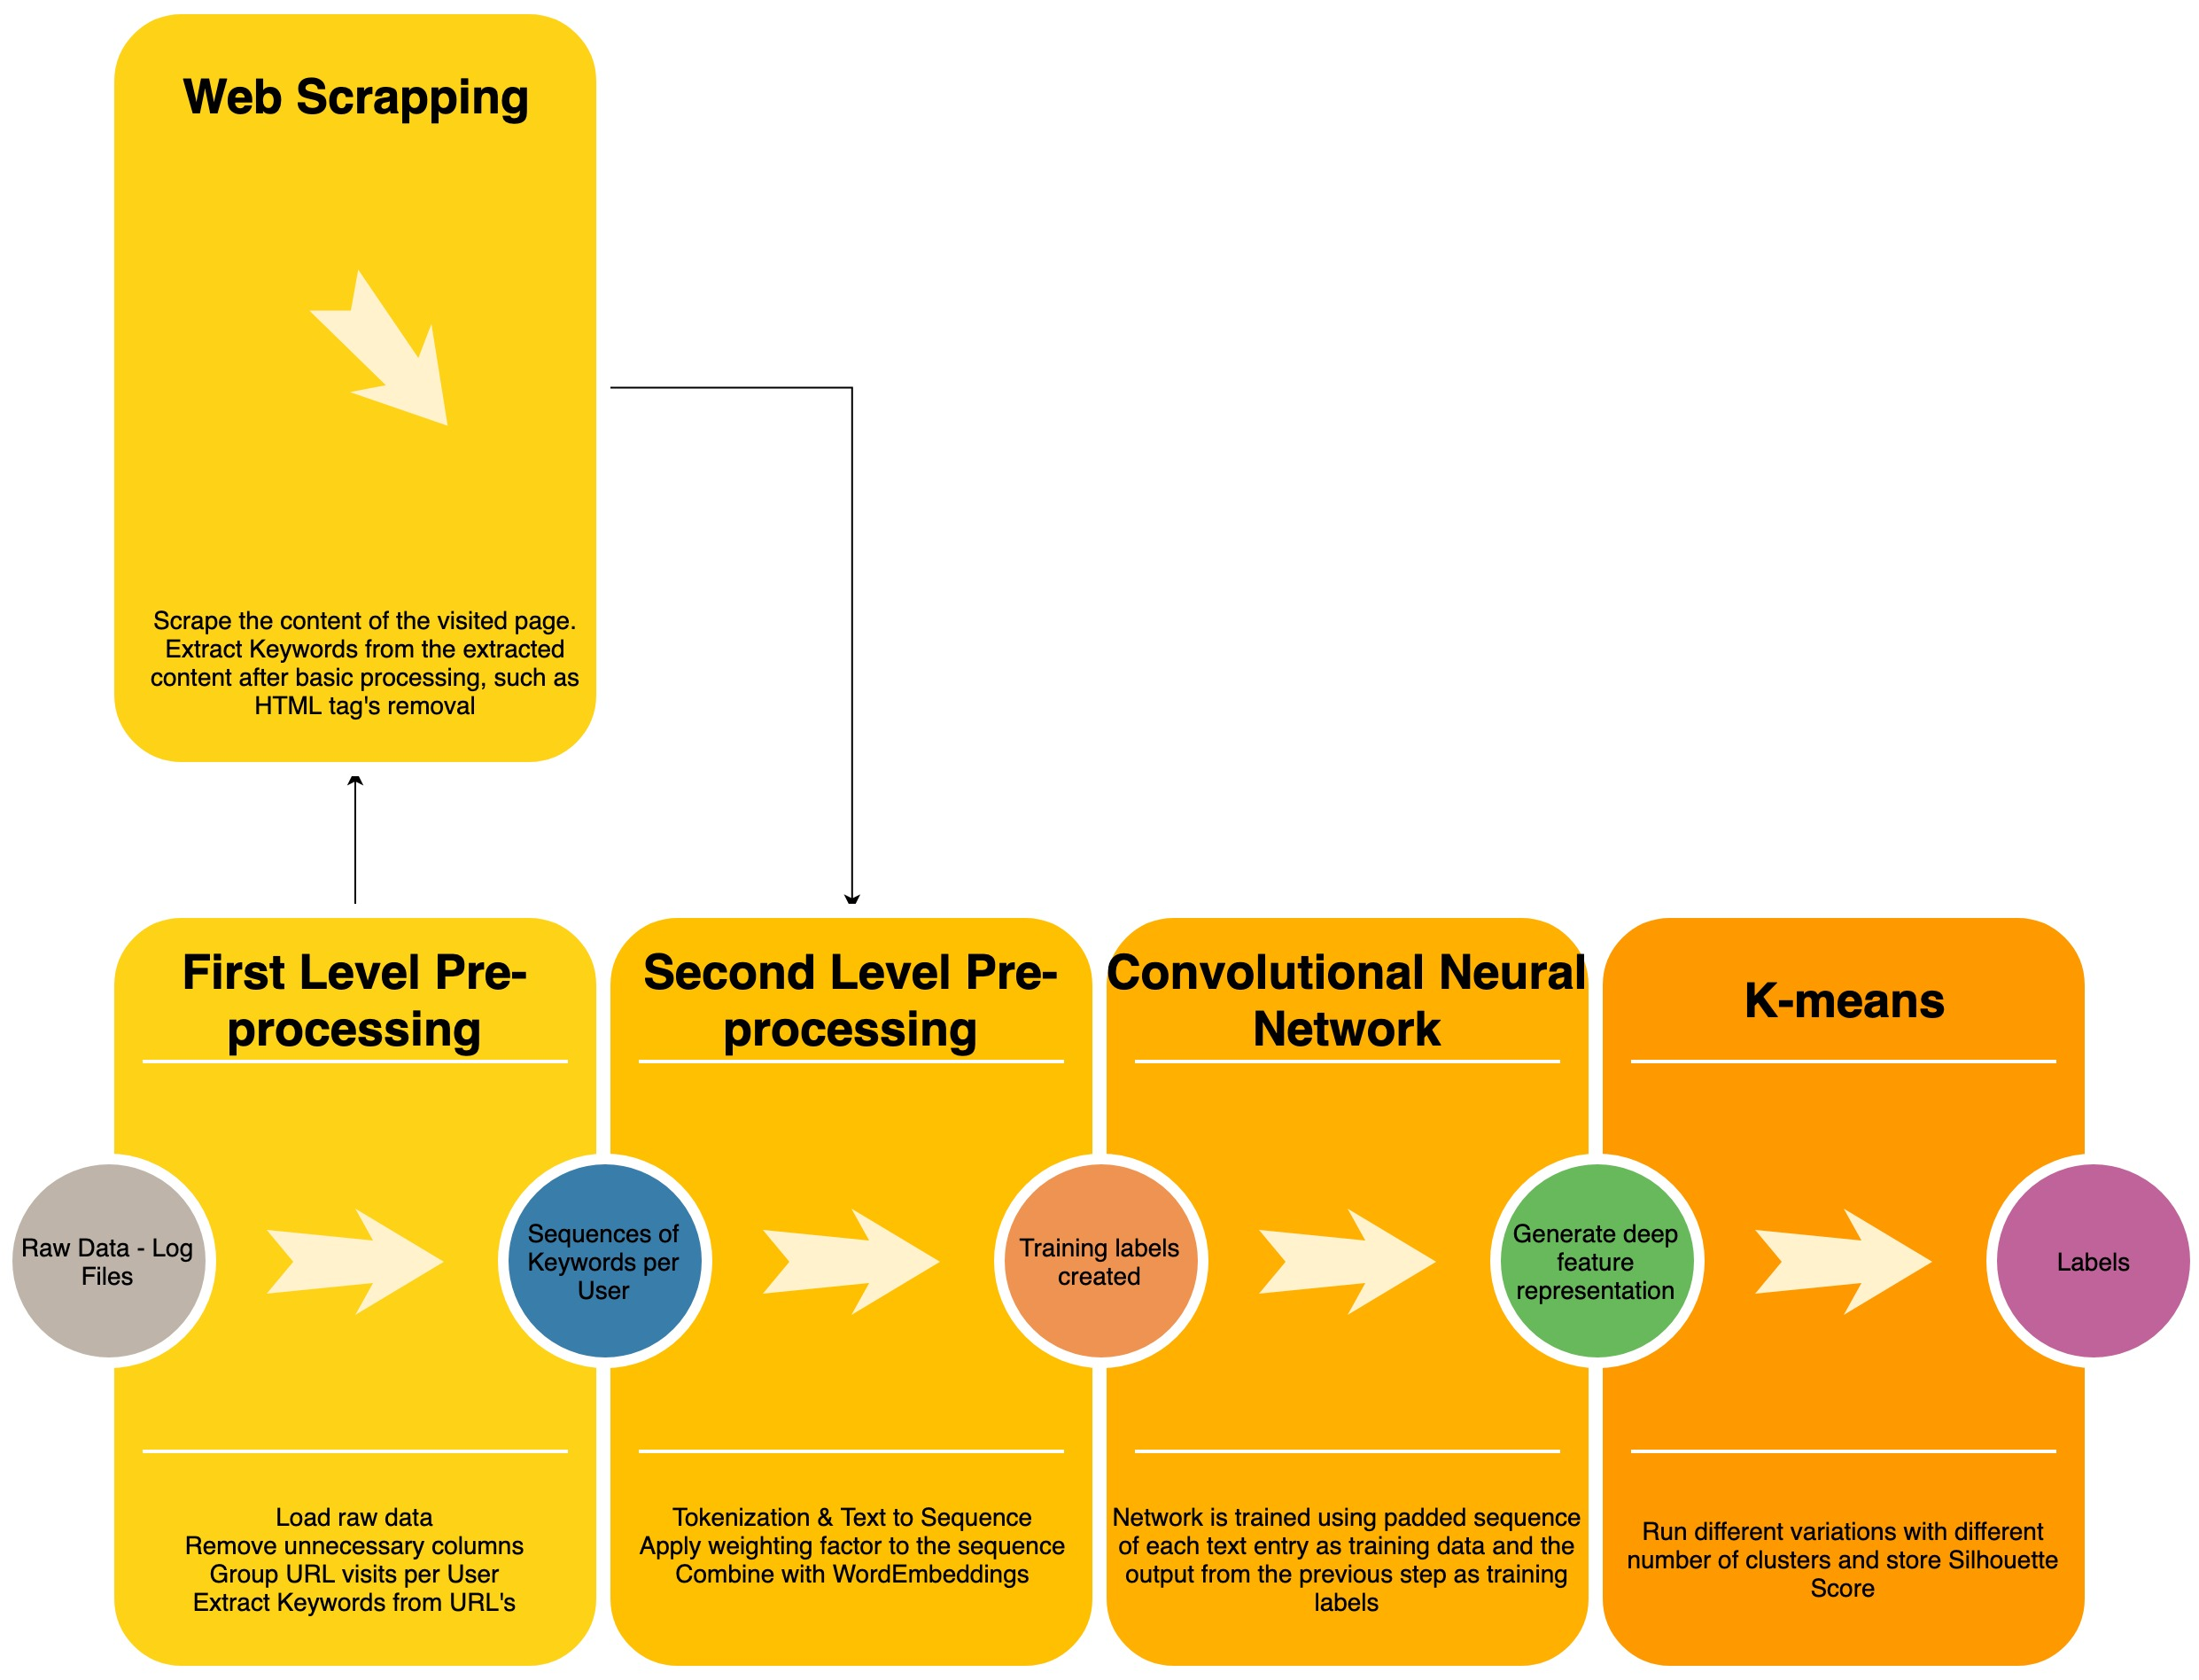 Web Scrapping
Scrape the content of the visited page.
Extract Keywords from the extracted
content after basic processing, such as
HTML tag's removal
First Level Pre-
processing
Second Level Pre-
processing
Convolutional Neural
Network
K-means
Raw Data - Log
Files
Sequences of
Keywords per
User
Training labels
created
Generate deep
feature
representation
Labels
Load raw data
Remove unnecessary columns
Group URL visits per User
Extract Keywords from URL's
Tokenization & Text to Sequence
Apply weighting factor to the sequence
Combine with WordEmbeddings
Network is trained using padded sequence
of each text entry as training data and the
output from the previous step as training
labels
Run different variations with different
number of clusters and store Silhouette
Score